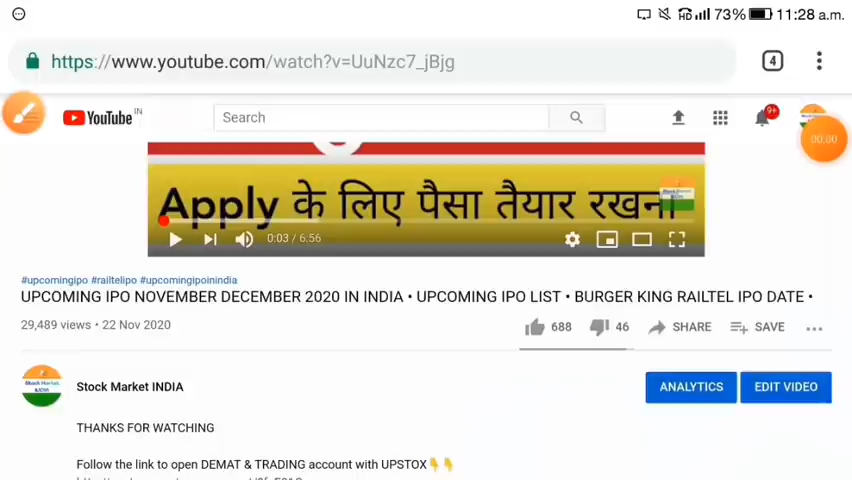 73% 11:28 a.m.
https://www.youtube.com/watch?v=UuNzc7_jBjg
4
YouTube IN
Search
9+
00:00
Apply के लिए पैसा तैयार रखना
0:03 / 6:56
#upcomingipo #railtelipo #upcomingipoinindia
UPCOMING IPO NOVEMBER DECEMBER 2020 IN INDIA • UPCOMING IPO LIST • BURGER KING RAILTEL IPO DATE •
29,489 views • 22 Nov 2020
688 46 SHARE SAVE
Stock Market INDIA
ANALYTICS EDIT VIDEO
THANKS FOR WATCHING
Follow the link to open DEMAT & TRADING account with UPSTOX👇👇